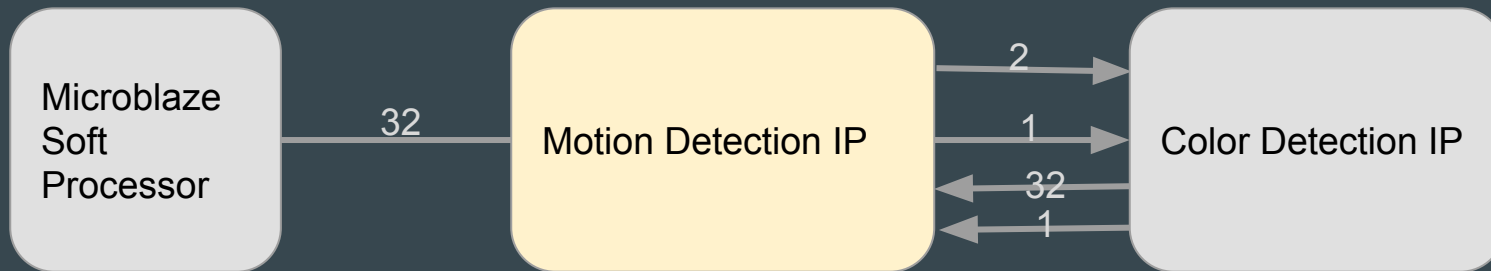 Microblaze
Soft
Processor
32
Motion Detection IP
2
1
32
1
Color Detection IP